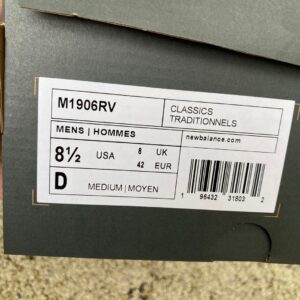 M1906RV
CLASSICS
TRADITIONNELS
MENS | HOMMES
newbalance.com
8½ USA
8 UK
42 EUR
D MEDIUM | MOYEN
1 96432 31803 2